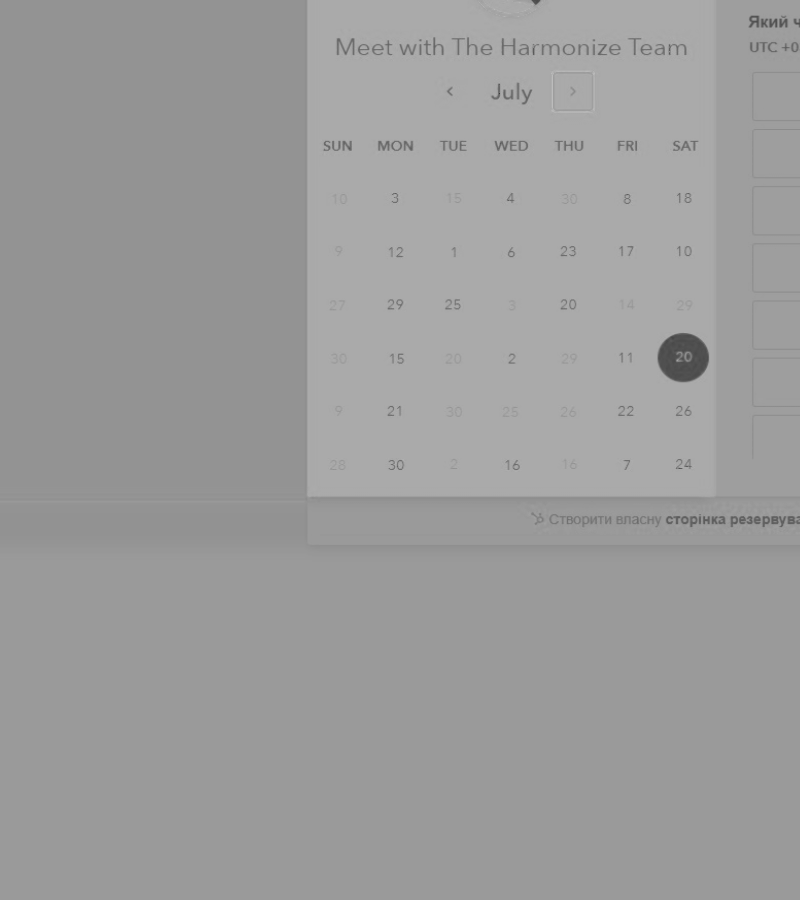 Meet with The Harmonize Team
July
SUN MON TUE WED THU FRI SAT
10 3 15 4 30 8 18
9 12 1 6 23 17 10
27 29 25 3 20 14 29
30 15 20 2 29 11 20
9 21 30 25 26 22 26
28 30 2 16 16 7 24
Який ч
UTC +0
Створити власну сторінка резервува